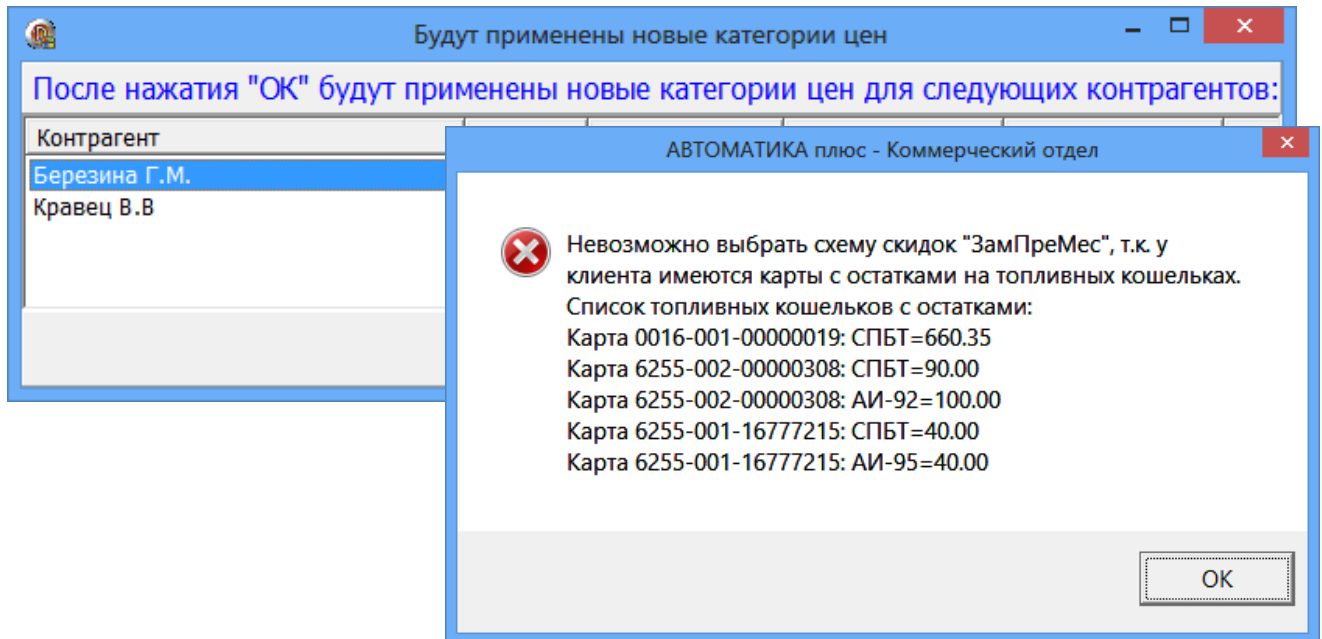 Будут применены новые категории цен
После нажатия "ОК" будут применены новые категории цен для следующих контрагентов:
Контрагент
Березина Г.М.
Кравец В.В
АВТОМАТИКА плюс - Коммерческий отдел
Невозможно выбрать схему скидок "ЗамПреМес", т.к. у
клиента имеются карты с остатками на топливных кошельках.
Список топливных кошельков с остатками:
Карта 0016-001-00000019: СПБТ=660.35
Карта 6255-002-00000308: СПБТ=90.00
Карта 6255-002-00000308: АИ-92=100.00
Карта 6255-001-16777215: СПБТ=40.00
Карта 6255-001-16777215: АИ-95=40.00
ОК